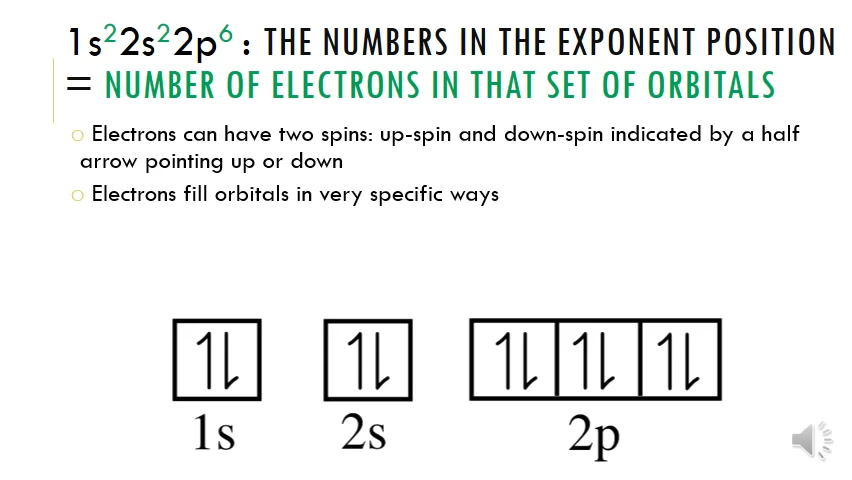 1s²2s²2p⁶ : THE NUMBERS IN THE EXPONENT POSITION
= NUMBER OF ELECTRONS IN THAT SET OF ORBITALS
Electrons can have two spins: up-spin and down-spin indicated by a half
arrow pointing up or down
Electrons fill orbitals in very specific ways
1s 2s 2p